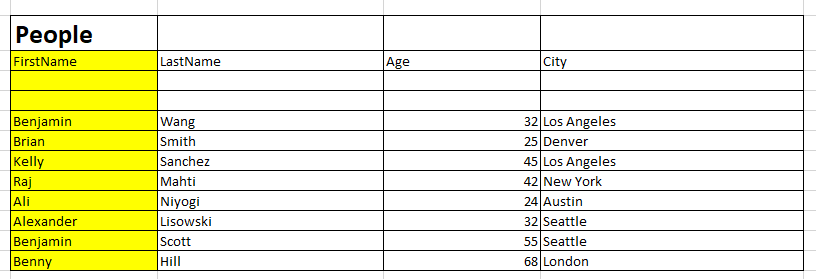 People
FirstName LastName Age City
Benjamin Wang 32 Los Angeles
Brian Smith 25 Denver
Kelly Sanchez 45 Los Angeles
Raj Mahti 42 New York
Ali Niyogi 24 Austin
Alexander Lisowski 32 Seattle
Benjamin Scott 55 Seattle
Benny Hill 68 London